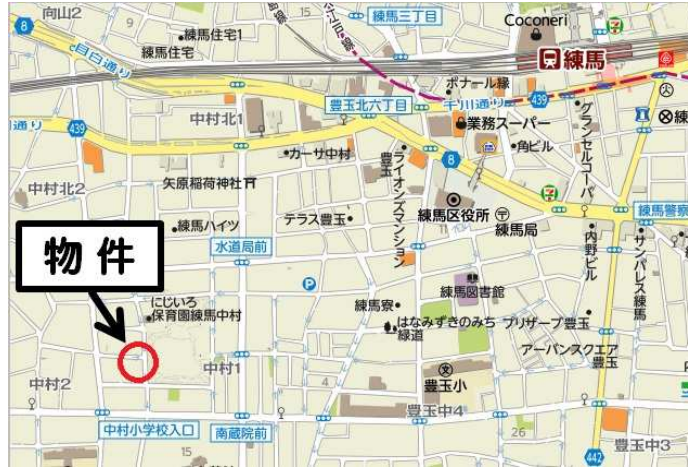 向山2
8
目白通り
練馬住宅1
練馬住宅
練馬三丁目
439
8
Coconeri
練馬
ボナール緑
豊玉北六丁目
千川通り
439
業務スーパー
グランセルコーパ
中村北1
439
カーサ中村
豊玉
ライオンズマンション
8
角ビル
矢原稲荷神社
中村北2
練馬区役所
練馬局
練馬警察
練馬ハイツ
テラス豊玉
水道局前
内野ビル
サンパレス練馬
物件
P
にじいろ
保育園練馬中村
練馬寮
練馬図書館
はなみずきのみち
緑道
プリザーブ豊玉
アーバンスクエア
豊玉
中村2
中村1
4
文
豊玉小
豊玉中4
中村小学校入口
南蔵院前
15
26
442
豊玉中3